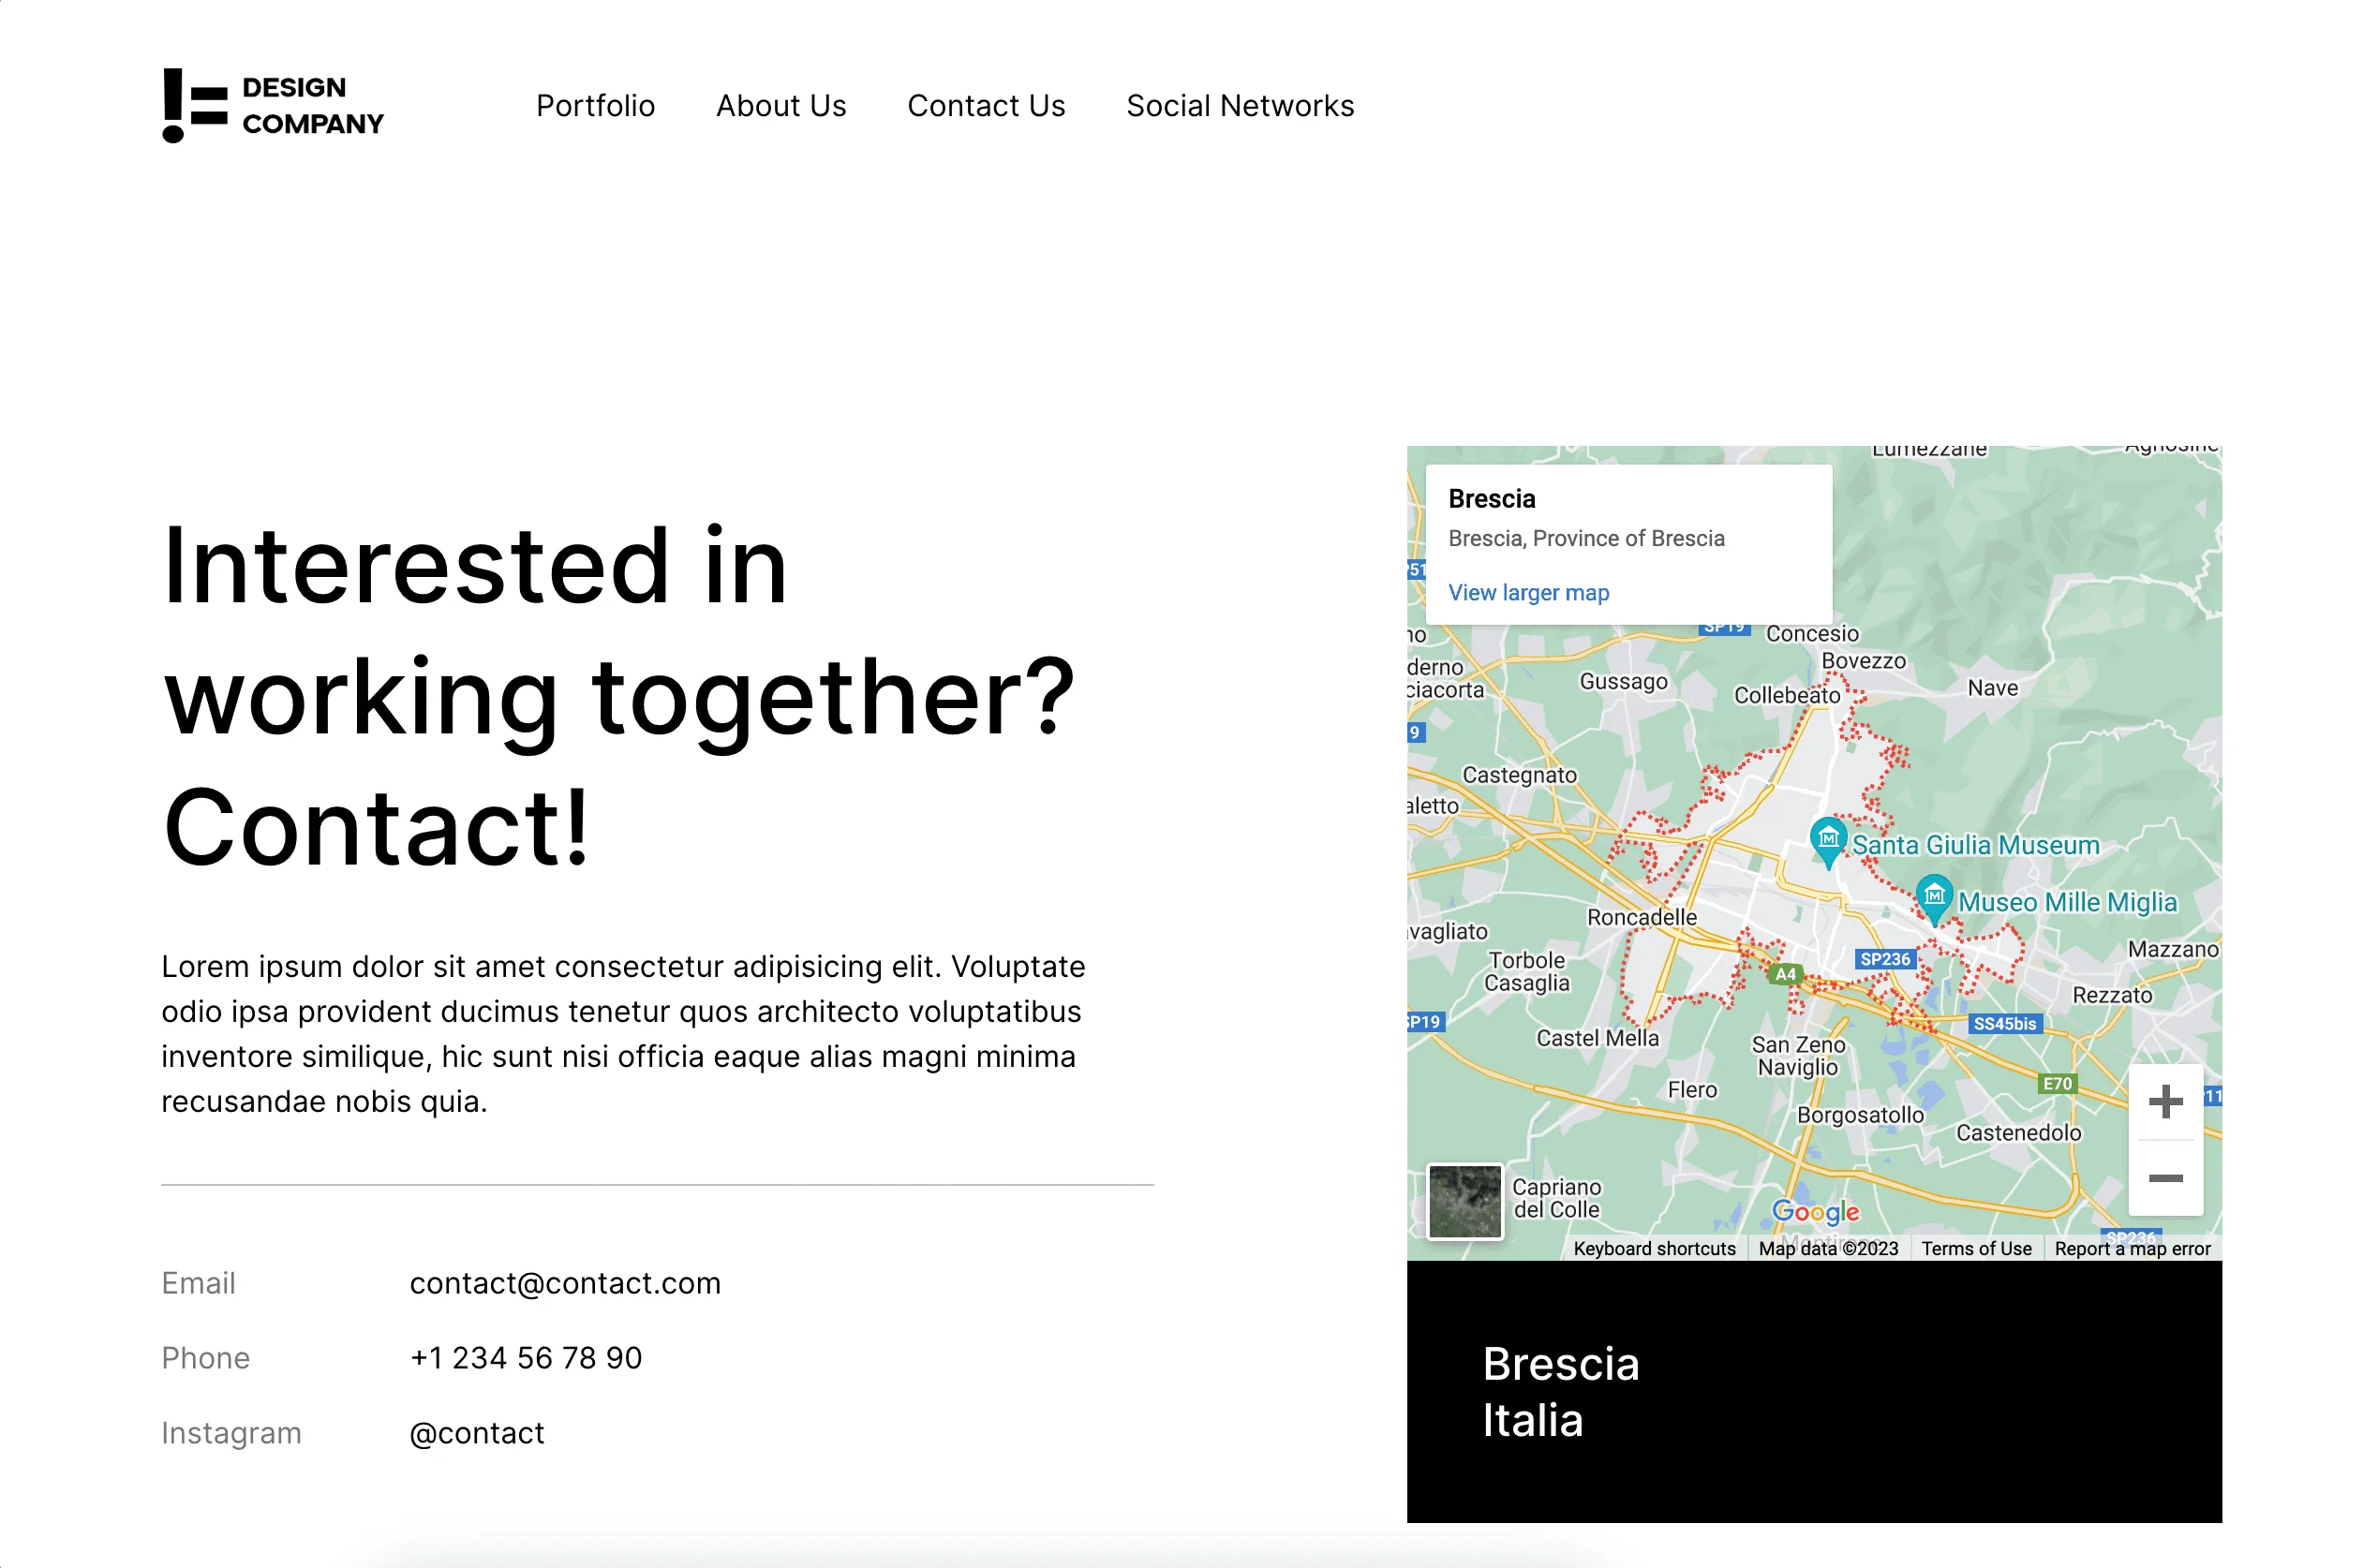 DESIGN
COMPANY
Portfolio
About Us
Contact Us
Social Networks
Interested in
working together?
Contact!
Lorem ipsum dolor sit amet consectetur adipisicing elit. Voluptate
odio ipsa provident ducimus tenetur quos architecto voluptatibus
inventore similique, hic sunt nisi officia eaque alias magni minima
recusandae nobis quia.
Email contact@contact.com
Phone +1 234 56 78 90
Instagram @contact
Lumezzane
Brescia
Brescia, Province of Brescia
View larger map
SP19
Concesio
Bovezzo
Gussago
Collebeato
Nave
Castegnato
Santa Giulia Museum
Museo Mille Miglia
Roncadelle
Torbole
Casaglia
A4
SP236
Mazzano
Rezzato
SP19
SS45bis
Castel Mella
San Zeno
Naviglio
Flero
E70
Borgosatollo
Castenedolo
Capriano
del Colle
Google
SP236
Keyboard shortcuts
Map data ©2023
Terms of Use
Report a map error
Brescia
Italia